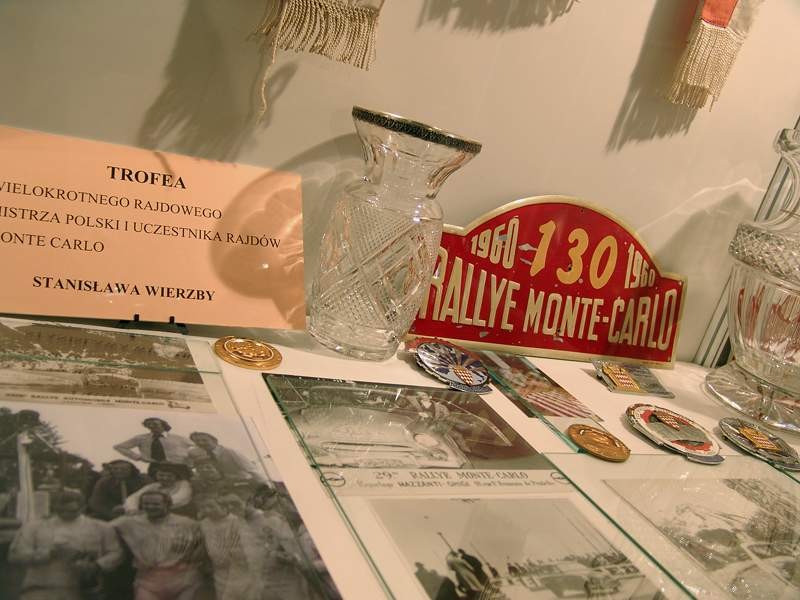 TROFEA
WIELOKROTNEGO RAJDOWEGO
MISTRZA POLSKI I UCZESTNIKA RAJDÓW
MONTE CARLO
STANISŁAWA WIERZBY
1960 130 1960
RALLYE MONTE-CARLO
29me RALLYE MONTE-CARLO